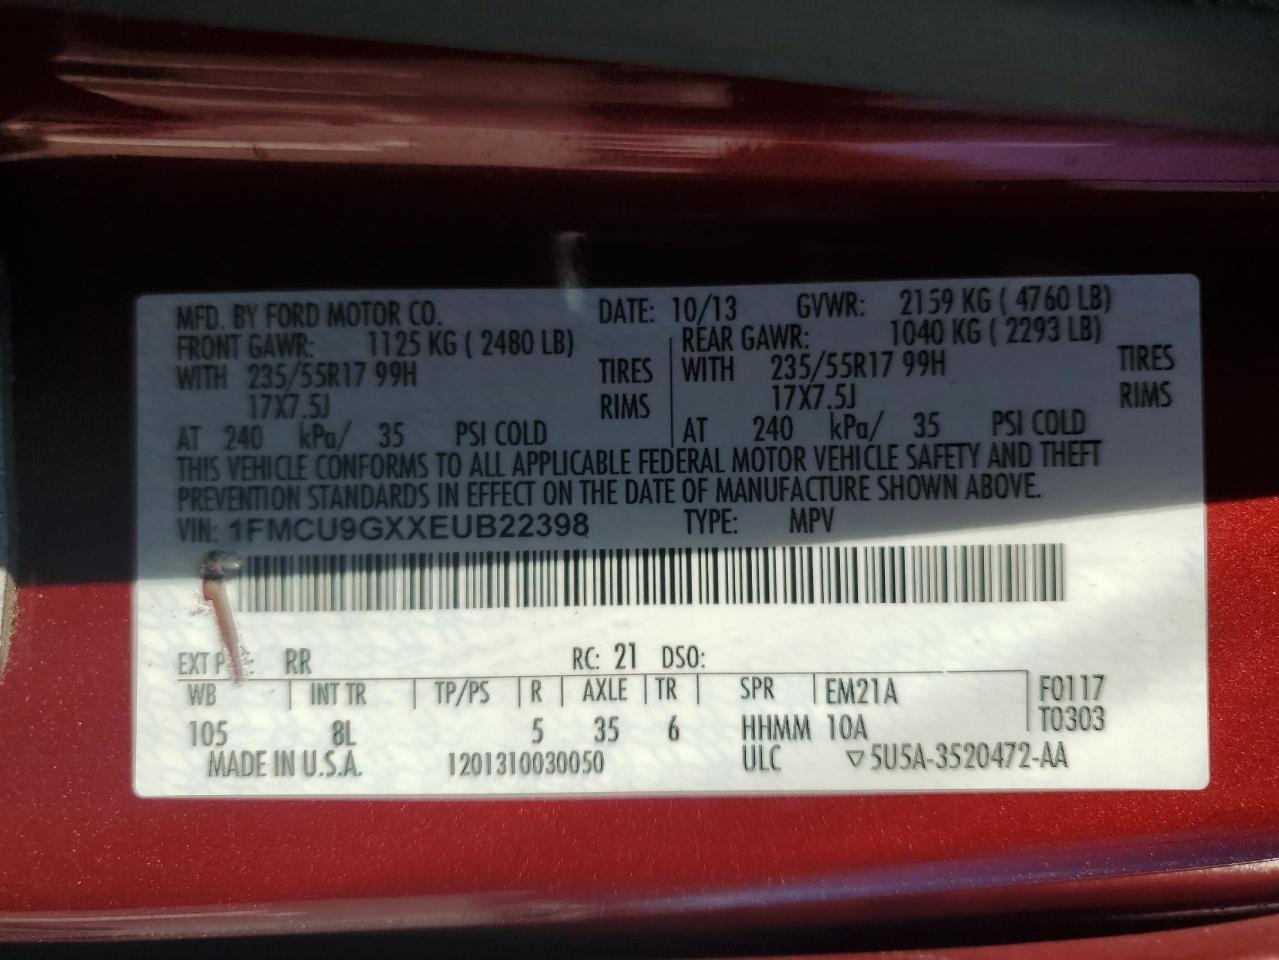 MFD. BY FORD MOTOR CO. DATE: 10/13 GVWR: 2159 KG ( 4760 LB)
FRONT GAWR: 1125 KG ( 2480 LB) REAR GAWR: 1040 KG ( 2293 LB)
WITH 235/55R17 99H TIRES WITH 235/55R17 99H TIRES
17X7.5J RIMS 17X7.5J RIMS
AT 240 kPa/ 35 PSI COLD AT 240 kPa/ 35 PSI COLD
THIS VEHICLE CONFORMS TO ALL APPLICABLE FEDERAL MOTOR VEHICLE SAFETY AND THEFT
PREVENTION STANDARDS IN EFFECT ON THE DATE OF MANUFACTURE SHOWN ABOVE.
VIN: 1FMCU9GXXEUB22398 TYPE: MPV
EXT RR RC: 21 DSO:
WB INT TR TP/PS R AXLE TR SPR EM21A F0117
105 8L 5 35 6 HHMM 10A T0303
MADE IN U.S.A. 1201310030050 ULC ▽5U5A-3520472-AA